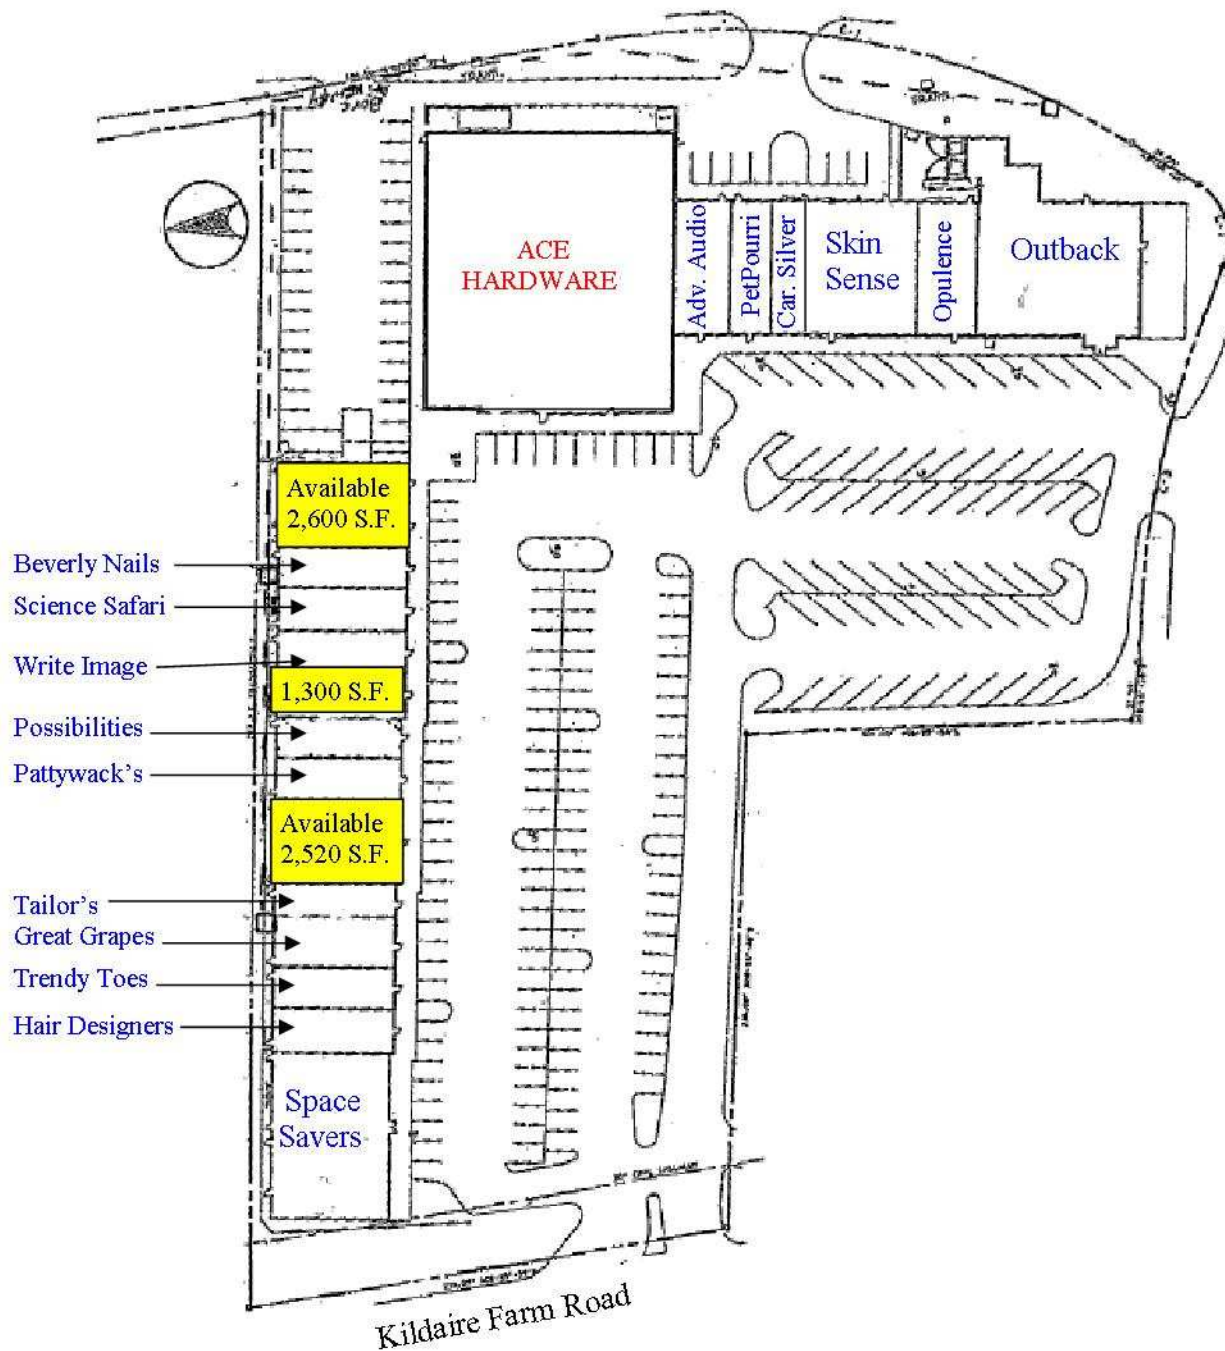 ACE
HARDWARE
Adv. Audio
PetPourri
Car. Silver
Skin
Sense
Opulence
Outback
Available
2,600 S.F.
Beverly Nails
Science Safari
Write Image
1,300 S.F.
Possibilities
Pattywack's
Available
2,520 S.F.
Tailor's
Great Grapes
Trendy Toes
Hair Designers
Space
Savers
Kildaire Farm Road